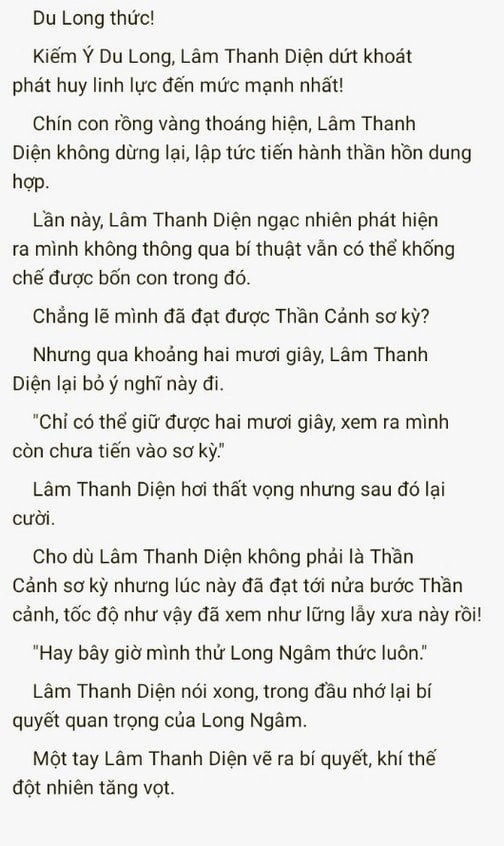 Du Long thức!
Kiếm Ý Du Long, Lâm Thanh Diện dứt khoát
phát huy linh lực đến mức mạnh nhất!
Chín con rồng vàng thoáng hiện, Lâm Thanh
Diện không dừng lại, lập tức tiến hành thần hồn dung
hợp.
Lần này, Lâm Thanh Diện ngạc nhiên phát hiện
ra mình không thông qua bí thuật vẫn có thể khống
chế được bốn con trong đó.
Chẳng lẽ mình đã đạt được Thần Cảnh sơ kỳ?
Nhưng qua khoảng hai mươi giây, Lâm Thanh
Diện lại bỏ ý nghĩ này đi.
"Chỉ có thể giữ được hai mươi giây, xem ra mình
còn chưa tiến vào sơ kỳ."
Lâm Thanh Diện hơi thất vọng nhưng sau đó lại
cười.
Cho dù Lâm Thanh Diện không phải là Thần
Cảnh sơ kỳ nhưng lúc này đã đạt tới nửa bước Thần
cảnh, tốc độ như vậy đã xem như lững lẫy xưa này rồi!
"Hay bây giờ mình thử Long Ngâm thức luôn."
Lâm Thanh Diện nói xong, trong đầu nhớ lại bí
quyết quan trọng của Long Ngâm.
Một tay Lâm Thanh Diện vẽ ra bí quyết, khí thế
đột nhiên tăng vọt.